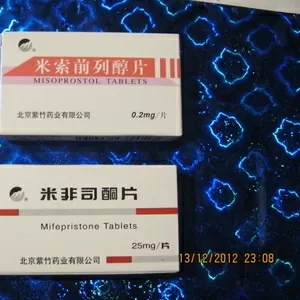 米索前列醇片
MISOPROSTOL TABLETS
北京紫竹药业有限公司 0.2mg/片
米非司酮片
Mifepristone Tablets
25mg/片
北京紫竹药业有限公司
13/12/2012 23:08